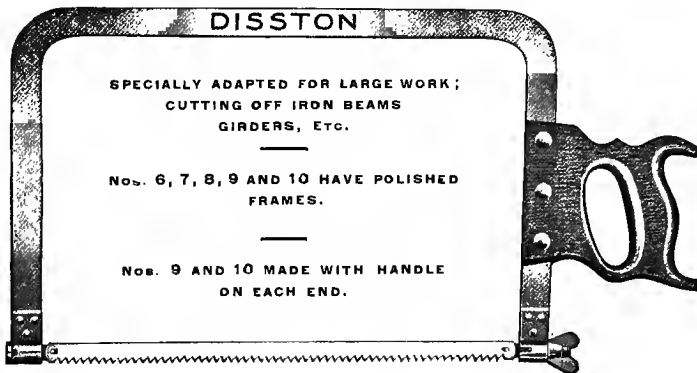 DISSTON
SPECIALLY ADAPTED FOR LARGE WORK;
CUTTING OFF IRON BEAMS
GIRDERS, ETC.
Nos. 6, 7, 8, 9 AND 10 HAVE POLISHED
FRAMES.
Nos. 9 AND 10 MADE WITH HANDLE
ON EACH END.